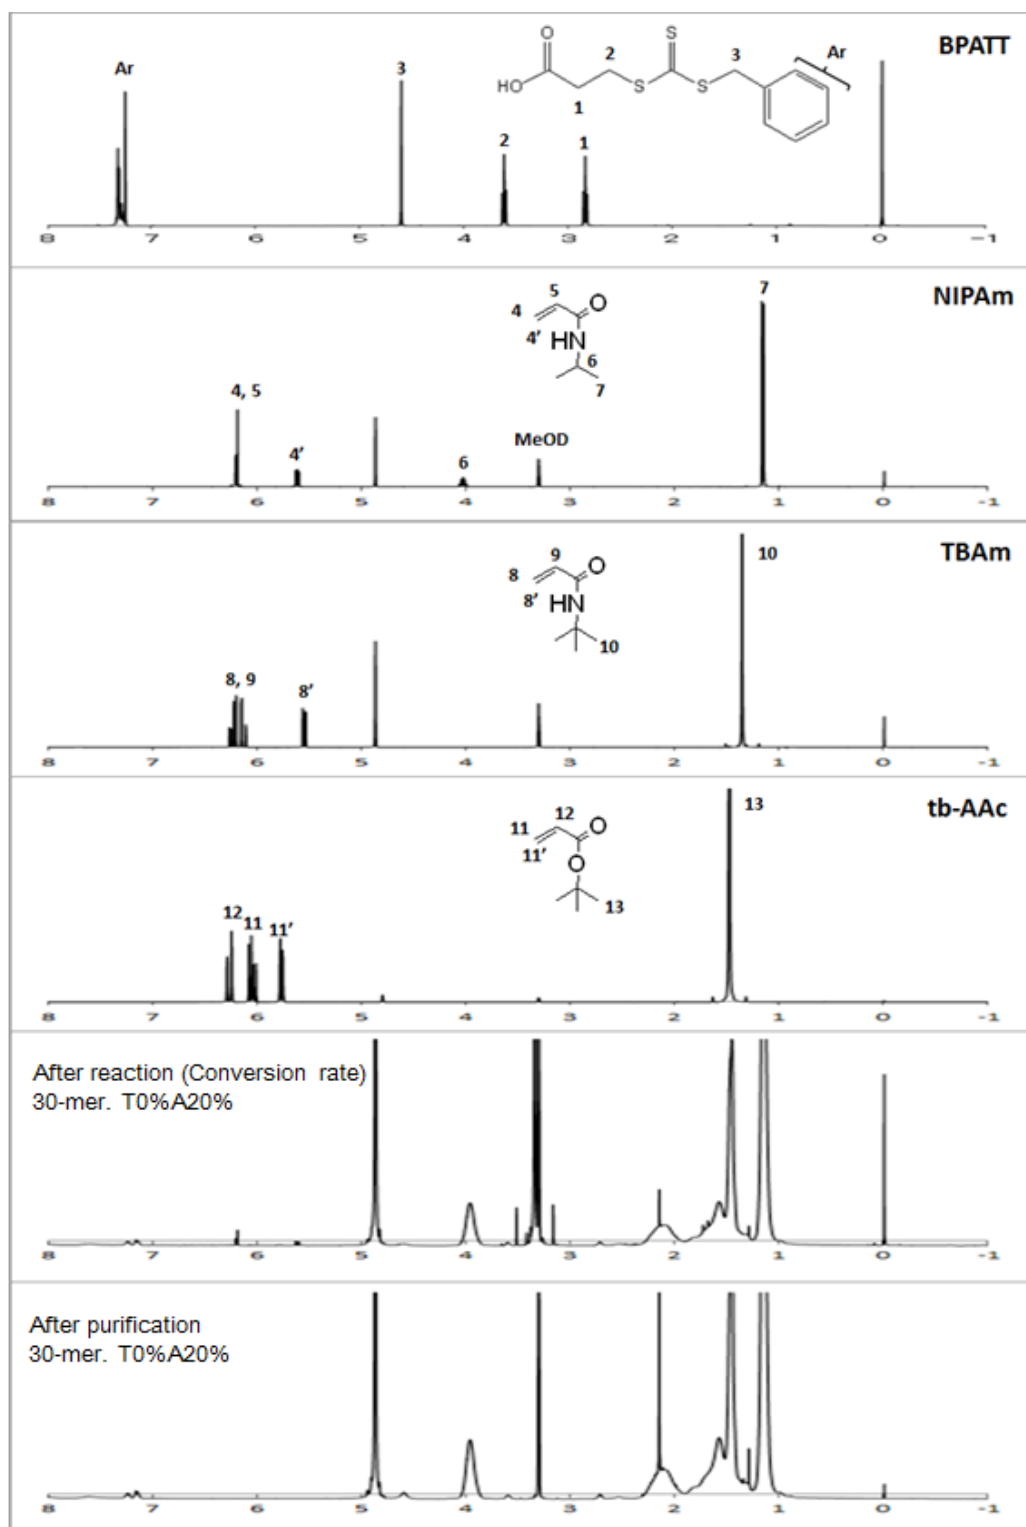 BPATT
O
HO
1
2
S
S
S
3
Ar
Ar
3
2
1
8 7 6 5 4 3 2 1 0 -1
NIPAm
5
4
O
4'
HN
6
7
4, 5
4'
6
MeOD
7
8 7 6 5 4 3 2 1 0 -1
TBAm
9
8
O
8'
HN
10
8, 9
8'
10
8 7 6 5 4 3 2 1 0 -1
tb-AAc
12
11
O
11'
O
13
12 11 11'
13
8 7 6 5 4 3 2 1 0 -1
After reaction (Conversion rate)
30-mer. T0%A20%
8 7 6 5 4 3 2 1 0 -1
After purification
30-mer. T0%A20%
8 7 6 5 4 3 2 1 0 -1